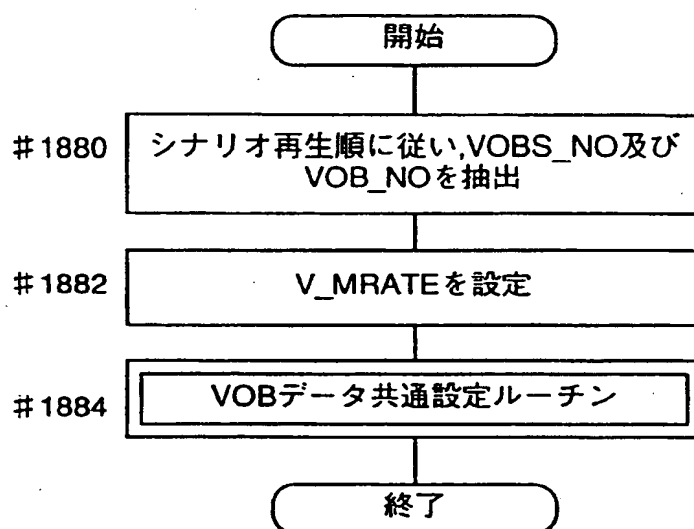 開始
#1880
シナリオ再生順に従い,VOBS_NO及び
VOB_NOを抽出
#1882
V_MRATEを設定
#1884
VOBデータ共通設定ルーチン
終了